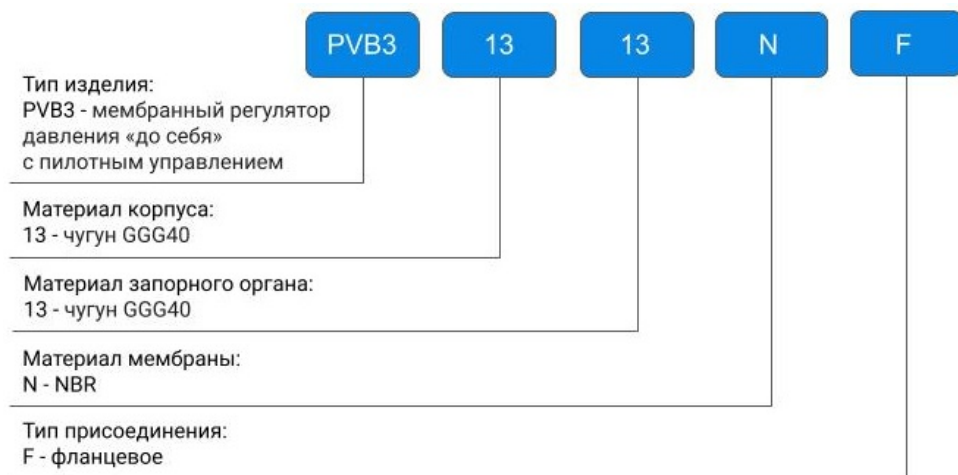 PVB3 13 13 N F
Тип изделия:
PVB3 - мембранный регулятор
давления «до себя»
с пилотным управлением
Материал корпуса:
13 - чугун GGG40
Материал запорного органа:
13 - чугун GGG40
Материал мембраны:
N - NBR
Тип присоединения:
F - фланцевое